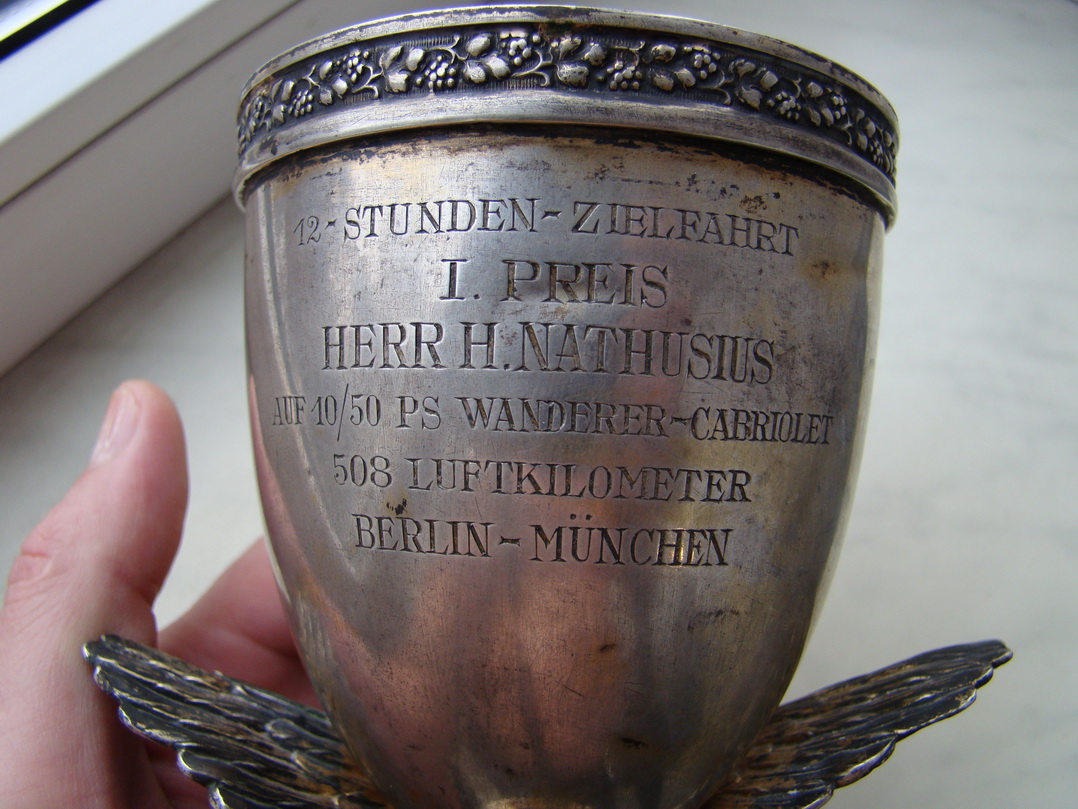 12-STUNDEN-ZIELFAHRT
I. PREIS
HERR H. NATHUSIUS
AUF 10/50 PS WANDERER-CABRIOLET
508 LUFTKILOMETER
BERLIN-MÜNCHEN